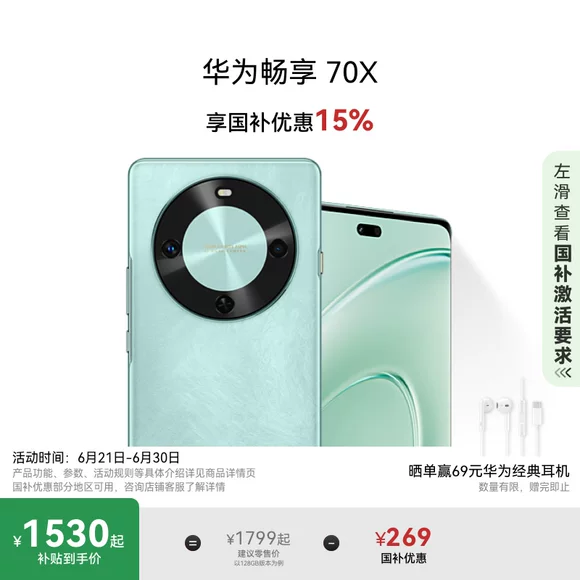 华为畅享 70X
享国补优惠15%
左滑查看国补激活要求
活动时间：6月21日-6月30日
产品功能、参数、活动规则等具体介绍详见商品详情页
国补优惠部分地区可用，咨询店铺客服了解详情
晒单赢69元华为经典耳机
数量有限，赠完即止
¥1530起
补贴到手价
=
¥1799起
建议零售价
以128GB版本为例
-
¥269
国补优惠